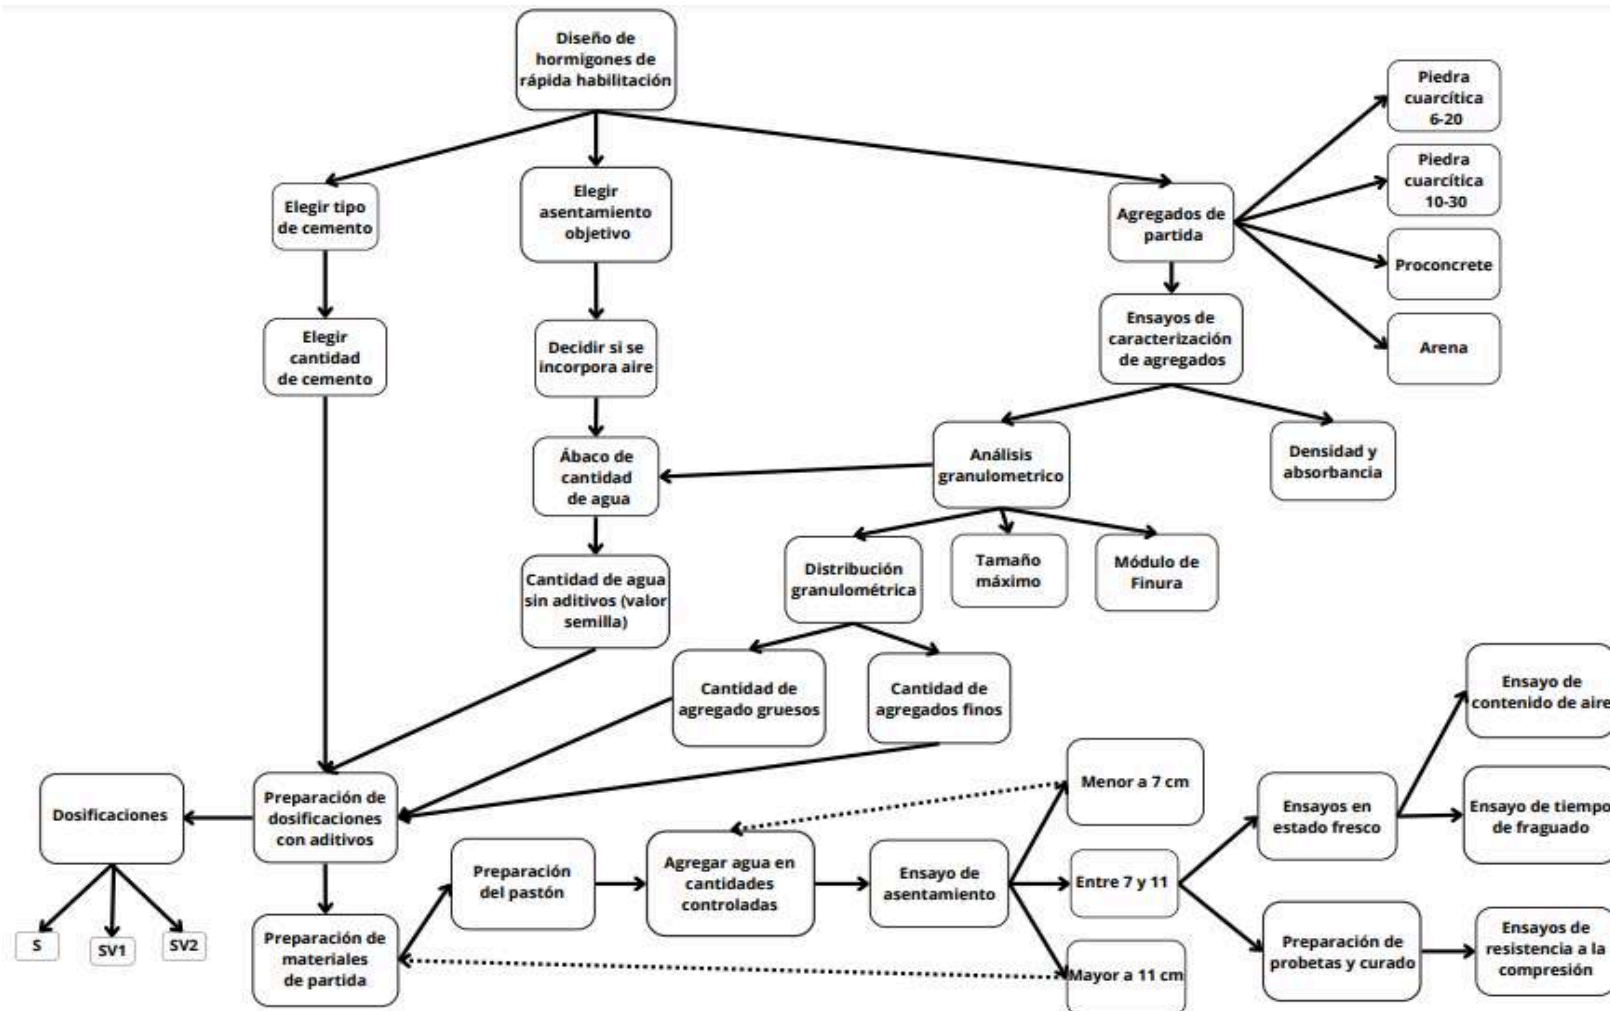 Diseño de
hormigones de
rápida habilitación
Piedra
cuarcítica
6-20
Piedra
cuarcítica
10-30
Proconcrete
Arena
Elegir tipo
de cemento
Elegir
asentamiento
objetivo
Agregados de
partida
Elegir
cantidad
de cemento
Decidir si se
incorpora aire
Ensayos de
caracterización
de agregados
Ábaco de
cantidad
de agua
Análisis
granulometrico
Densidad y
absorbancia
Cantidad de agua
sin aditivos (valor
semilla)
Distribución
granulométrica
Tamaño
máximo
Módulo de
Finura
Cantidad de
agregado gruesos
Cantidad de
agregados finos
Dosificaciones
Preparación de
dosificaciones
con aditivos
S
SV1
SV2
Preparación de
materiales
de partida
Preparación
del pastón
Agregar agua en
cantidades
controladas
Ensayo de
asentamiento
Menor a 7 cm
Entre 7 y 11
Mayor a 11 cm
Ensayos en
estado fresco
Ensayo de
contenido de aire
Ensayo de tiempo
de fraguado
Preparación de
probetas y curado
Ensayos de
resistencia a la
compresión